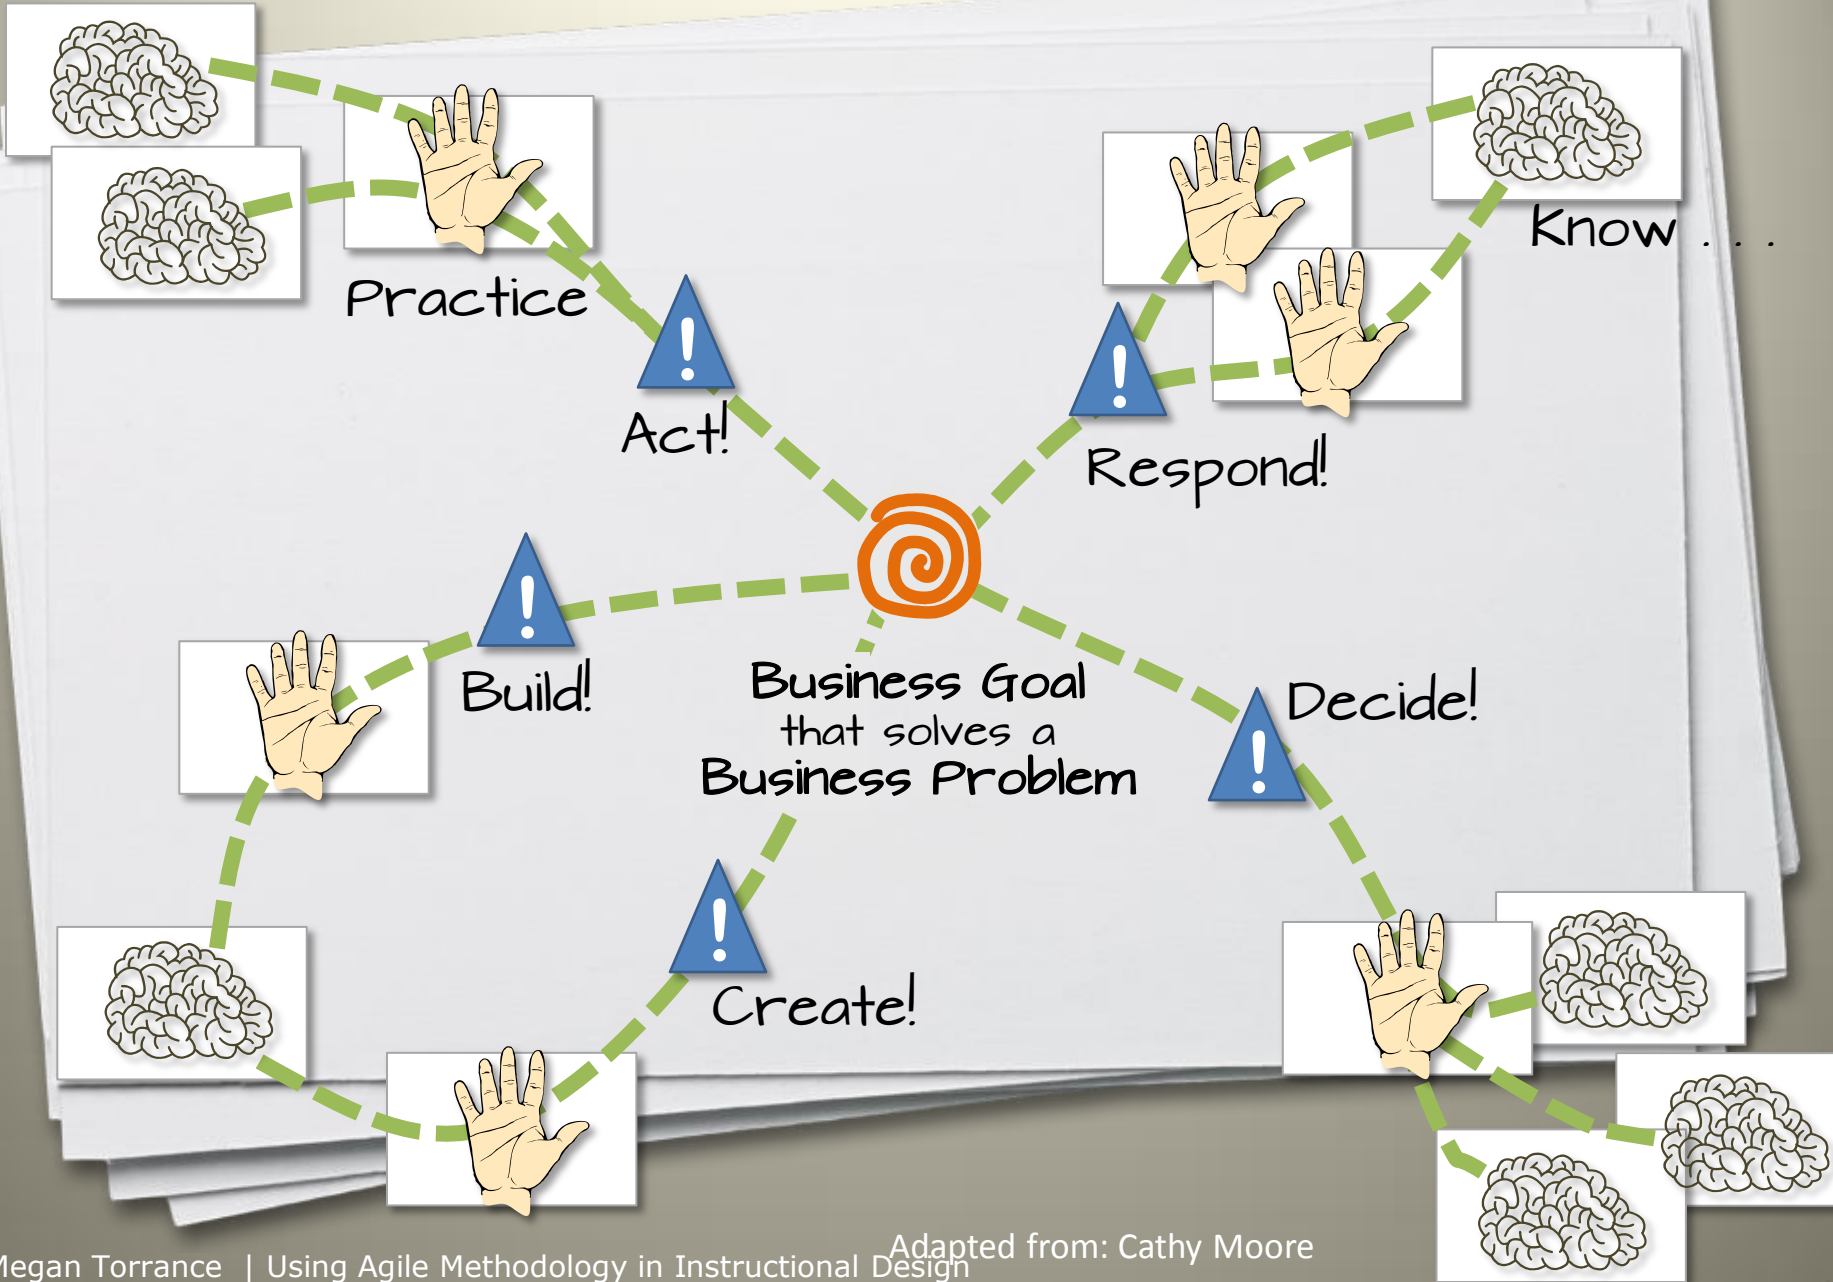 Know . . .
Practice
Act!
Respond!
Build!
Business Goal
that solves a
Business Problem
Decide!
Create!
Adapted from: Cathy Moore
Megan Torrance | Using Agile Methodology in Instructional Design